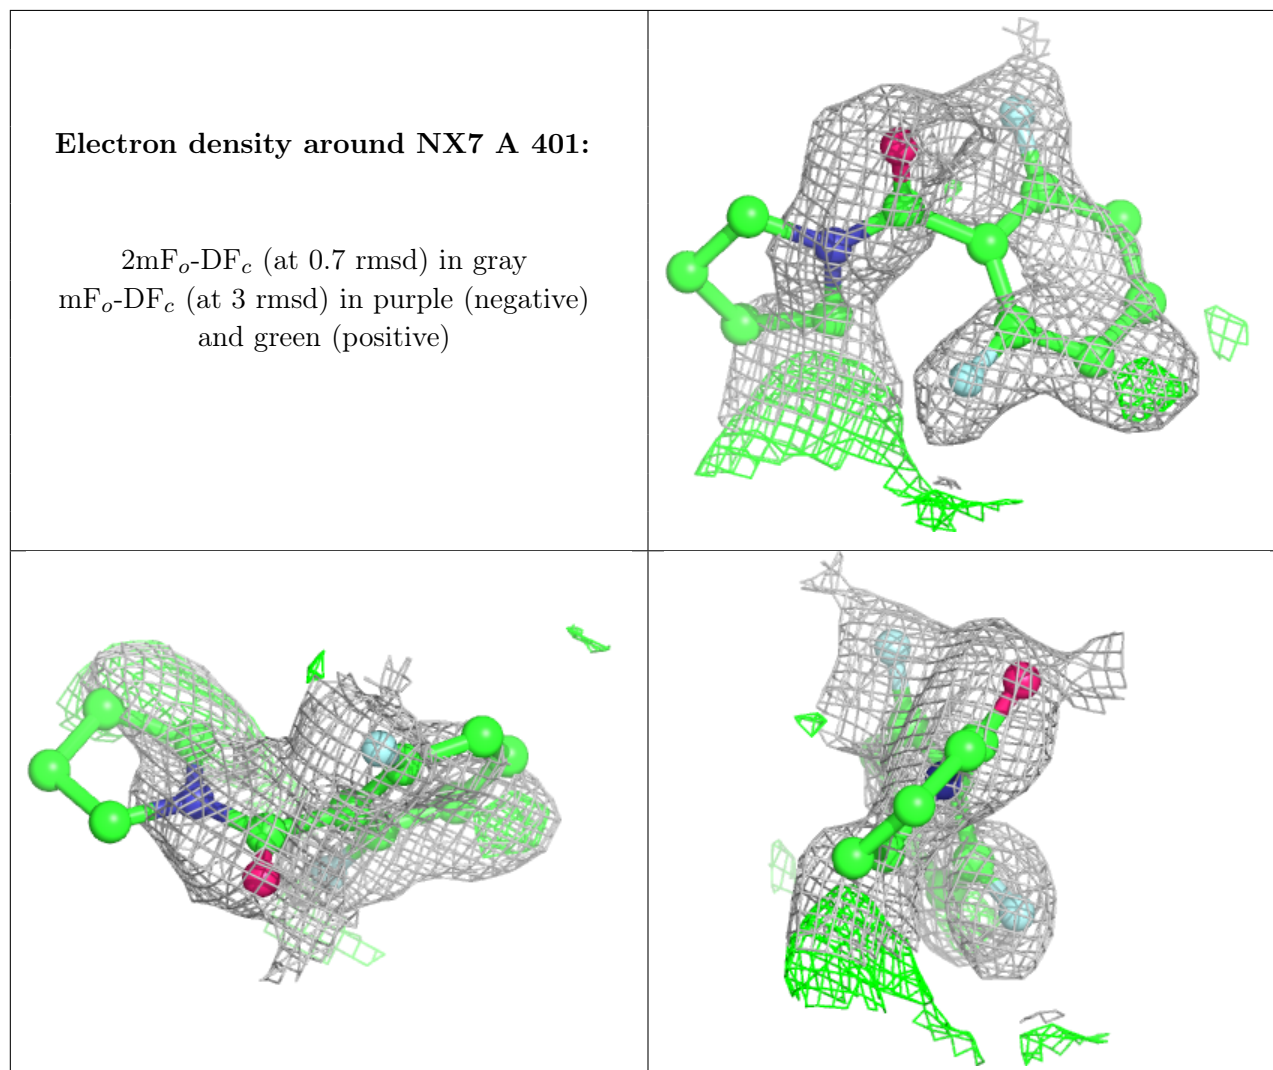 Electron density around NX7 A 401:
2mFo-DFc (at 0.7 rmsd) in gray
mFo-DFc (at 3 rmsd) in purple (negative)
and green (positive)